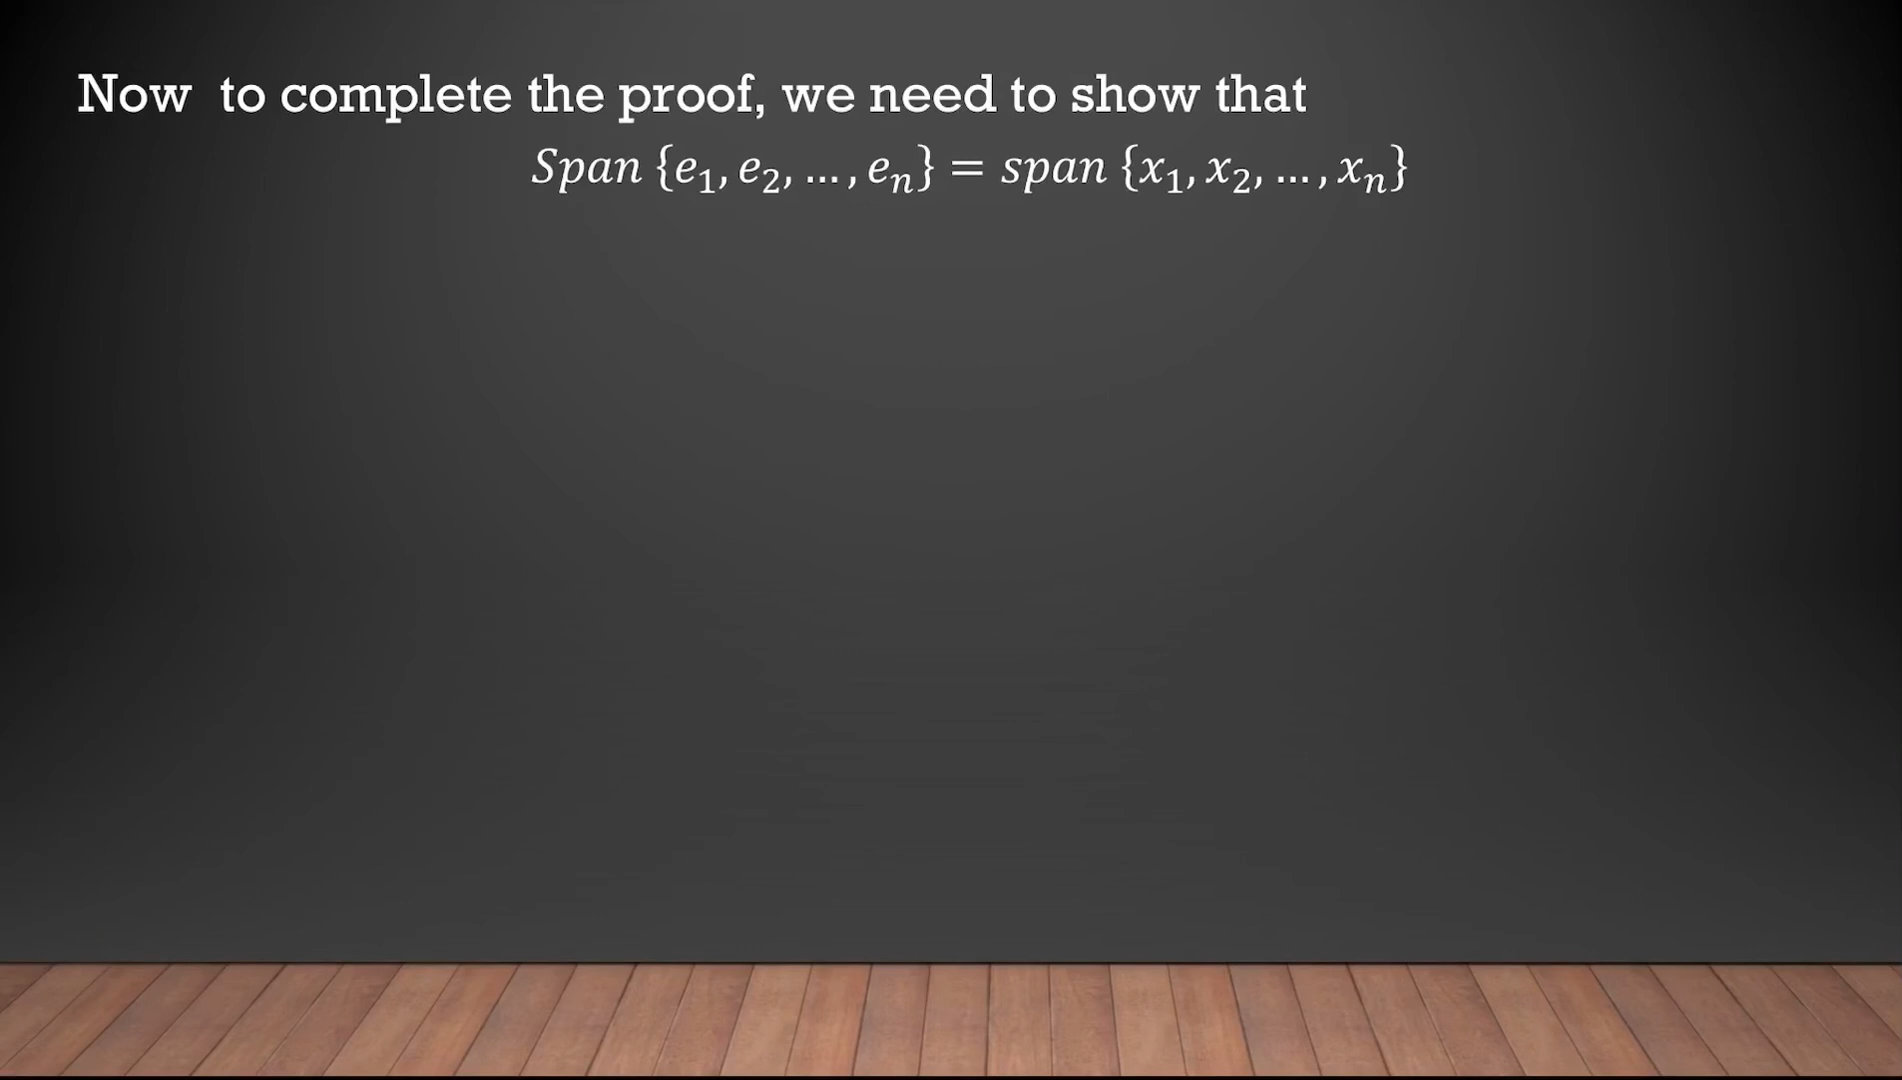 Now to complete the proof, we need to show that
Span {e₁, e₂, … , eₙ} = span {x₁, x₂, … , xₙ}